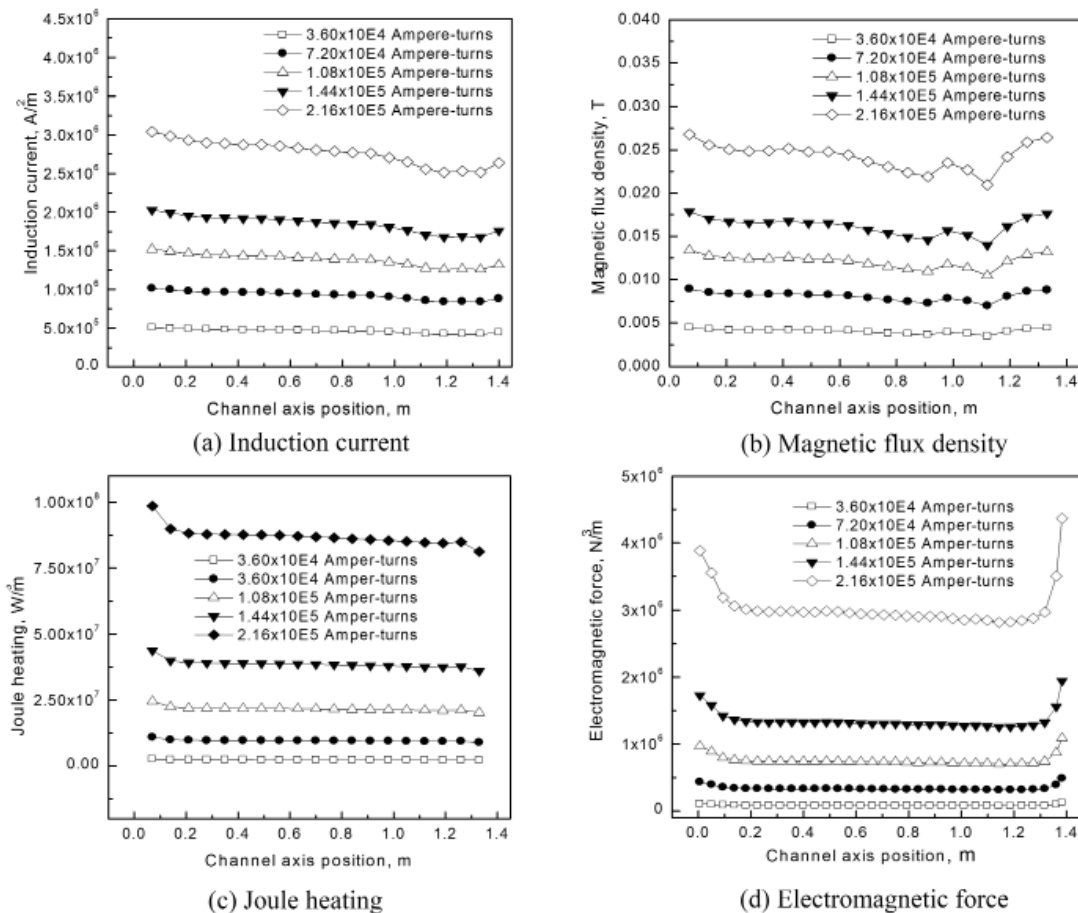 4.5x10⁶
4.0x10⁶
3.5x10⁶
3.0x10⁶
2.5x10⁶
2.0x10⁶
1.5x10⁶
1.0x10⁶
5.0x10⁵
0.0
Induction current, A/m²
3.60x10E4 Ampere-turns
7.20x10E4 Ampere-turns
1.08x10E5 Ampere-turns
1.44x10E5 Ampere-turns
2.16x10E5 Ampere-turns
0.0 0.2 0.4 0.6 0.8 1.0 1.2 1.4
Channel axis position, m
(a) Induction current
0.040
0.035
0.030
0.025
0.020
0.015
0.010
0.005
0.000
Magnetic flux density, T
3.60x10E4 Ampere-turns
7.20x10E4 Ampere-turns
1.08x10E5 Ampere-turns
1.44x10E5 Ampere-turns
2.16x10E5 Ampere-turns
0.0 0.2 0.4 0.6 0.8 1.0 1.2 1.4
Channel axis position, m
(b) Magnetic flux density
1.00x10⁸
7.50x10⁷
5.00x10⁷
2.50x10⁷
0.00
Joule heating, W/m³
3.60x10E4 Amper-turns
3.60x10E4 Amper-turns
1.08x10E5 Amper-turns
1.44x10E5 Amper-turns
2.16x10E5 Amper-turns
0.0 0.2 0.4 0.6 0.8 1.0 1.2 1.4
Channel axis position, m
(c) Joule heating
5x10⁶
4x10⁶
3x10⁶
2x10⁶
1x10⁶
0
Electromagnetic force, N/m³
3.60x10E4 Amper-turns
7.20x10E4 Amper-turns
1.08x10E5 Amper-turns
1.44x10E5 Amper-turns
2.16x10E5 Amper-turns
0.0 0.2 0.4 0.6 0.8 1.0 1.2 1.4
Channel axis position, m
(d) Electromagnetic force